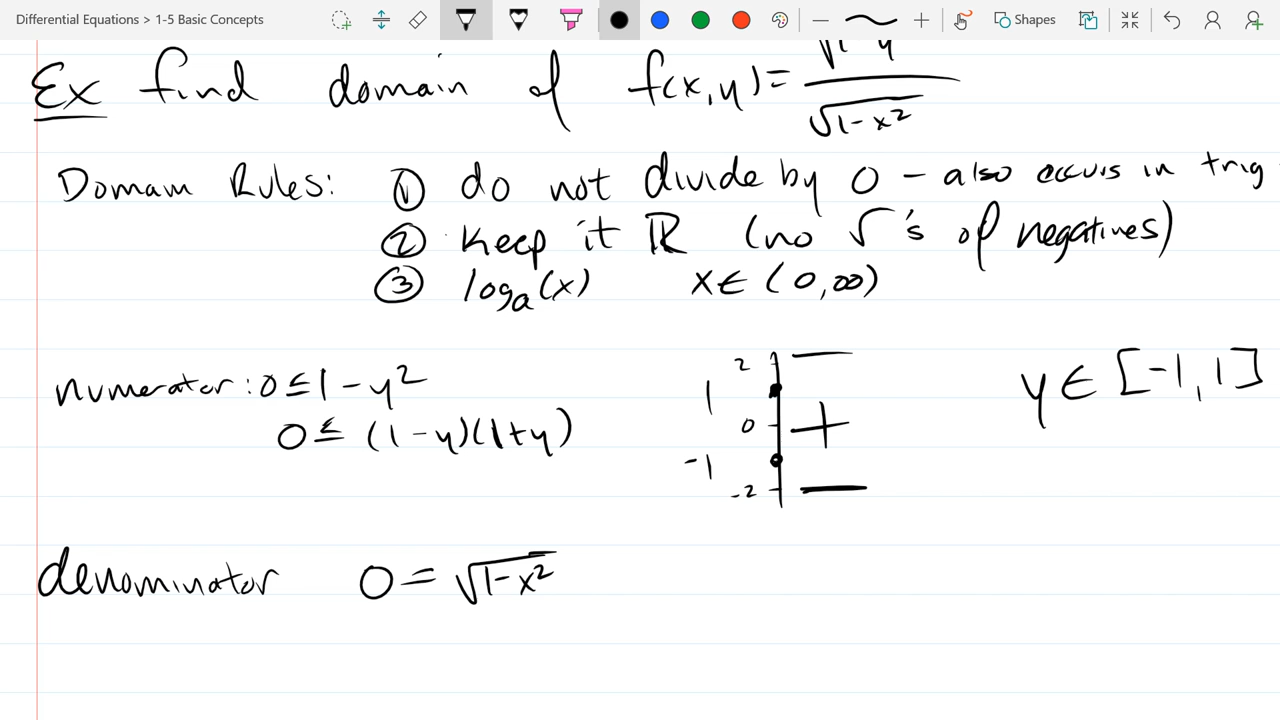 Differential Equations > 1-5 Basic Concepts
Shapes
Ex find domain of f(x,y)= √1-y / √1-x²
Domain Rules: ① do not divide by 0 - also occurs in trig
② Keep it ℝ (no √'s of negatives)
③ logₐ(x) x∈(0,∞)
numerator: 0≤1-y²
0≤(1-y)(1+y)
2
1
0
-1
-2
y∈[-1,1]
denominator 0=√1-x²